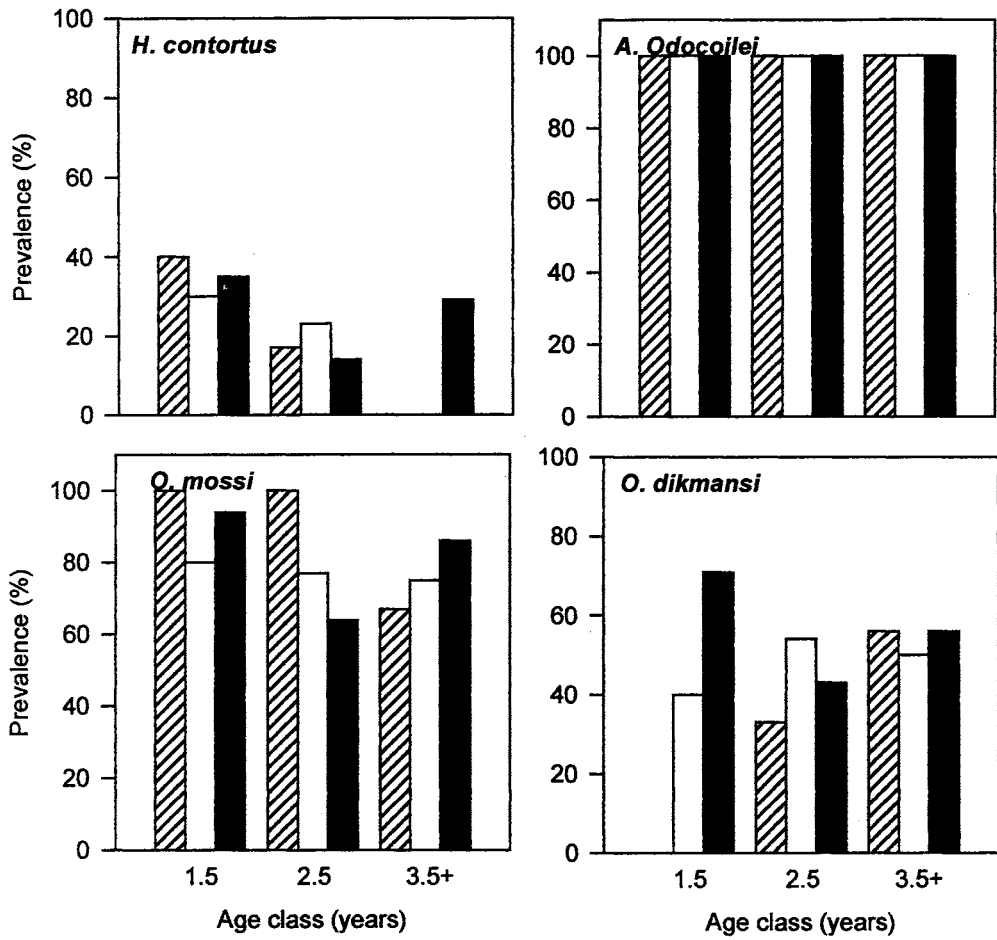 H. contortus
A. Odocoilei
Prevalence (%)
100
80
60
40
20
0
100
80
60
40
20
0
O. mossi
O. dikmansi
Prevalence (%)
100
80
60
40
20
0
100
80
60
40
20
0
1.5 2.5 3.5+
1.5 2.5 3.5+
Age class (years)
Age class (years)